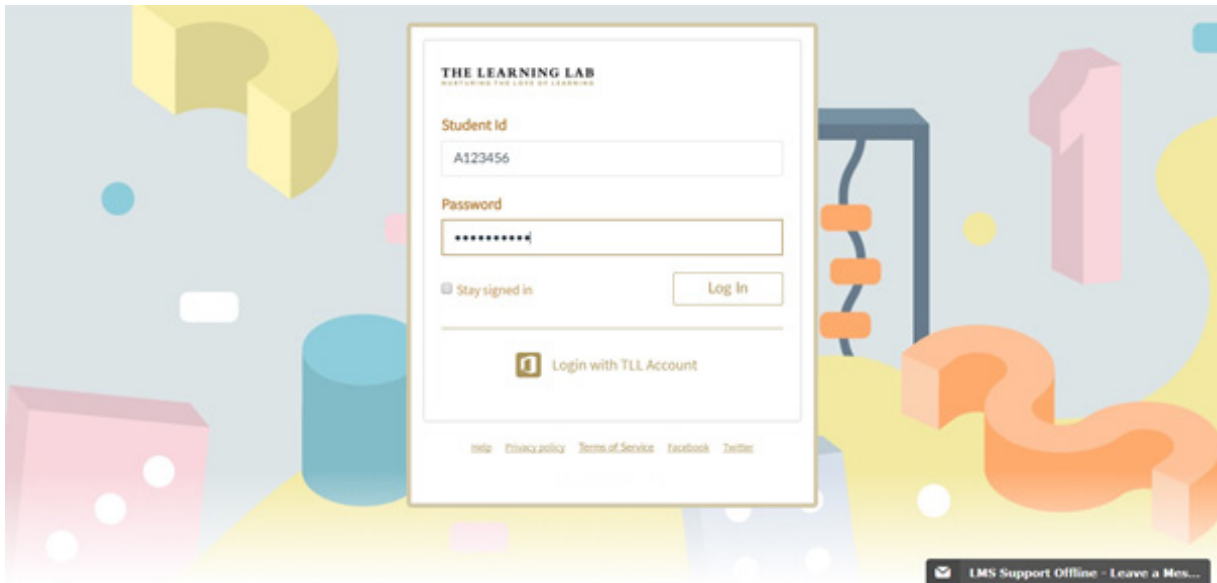 THE LEARNING LAB
NURTURING THE LOVE OF LEARNING
Student Id
A123456
Password
••••••••••
Stay signed in
Log In
Login with TLL Account
Help Privacy policy Terms of Service Facebook Twitter
1
LMS Support Offline - Leave a Mes...